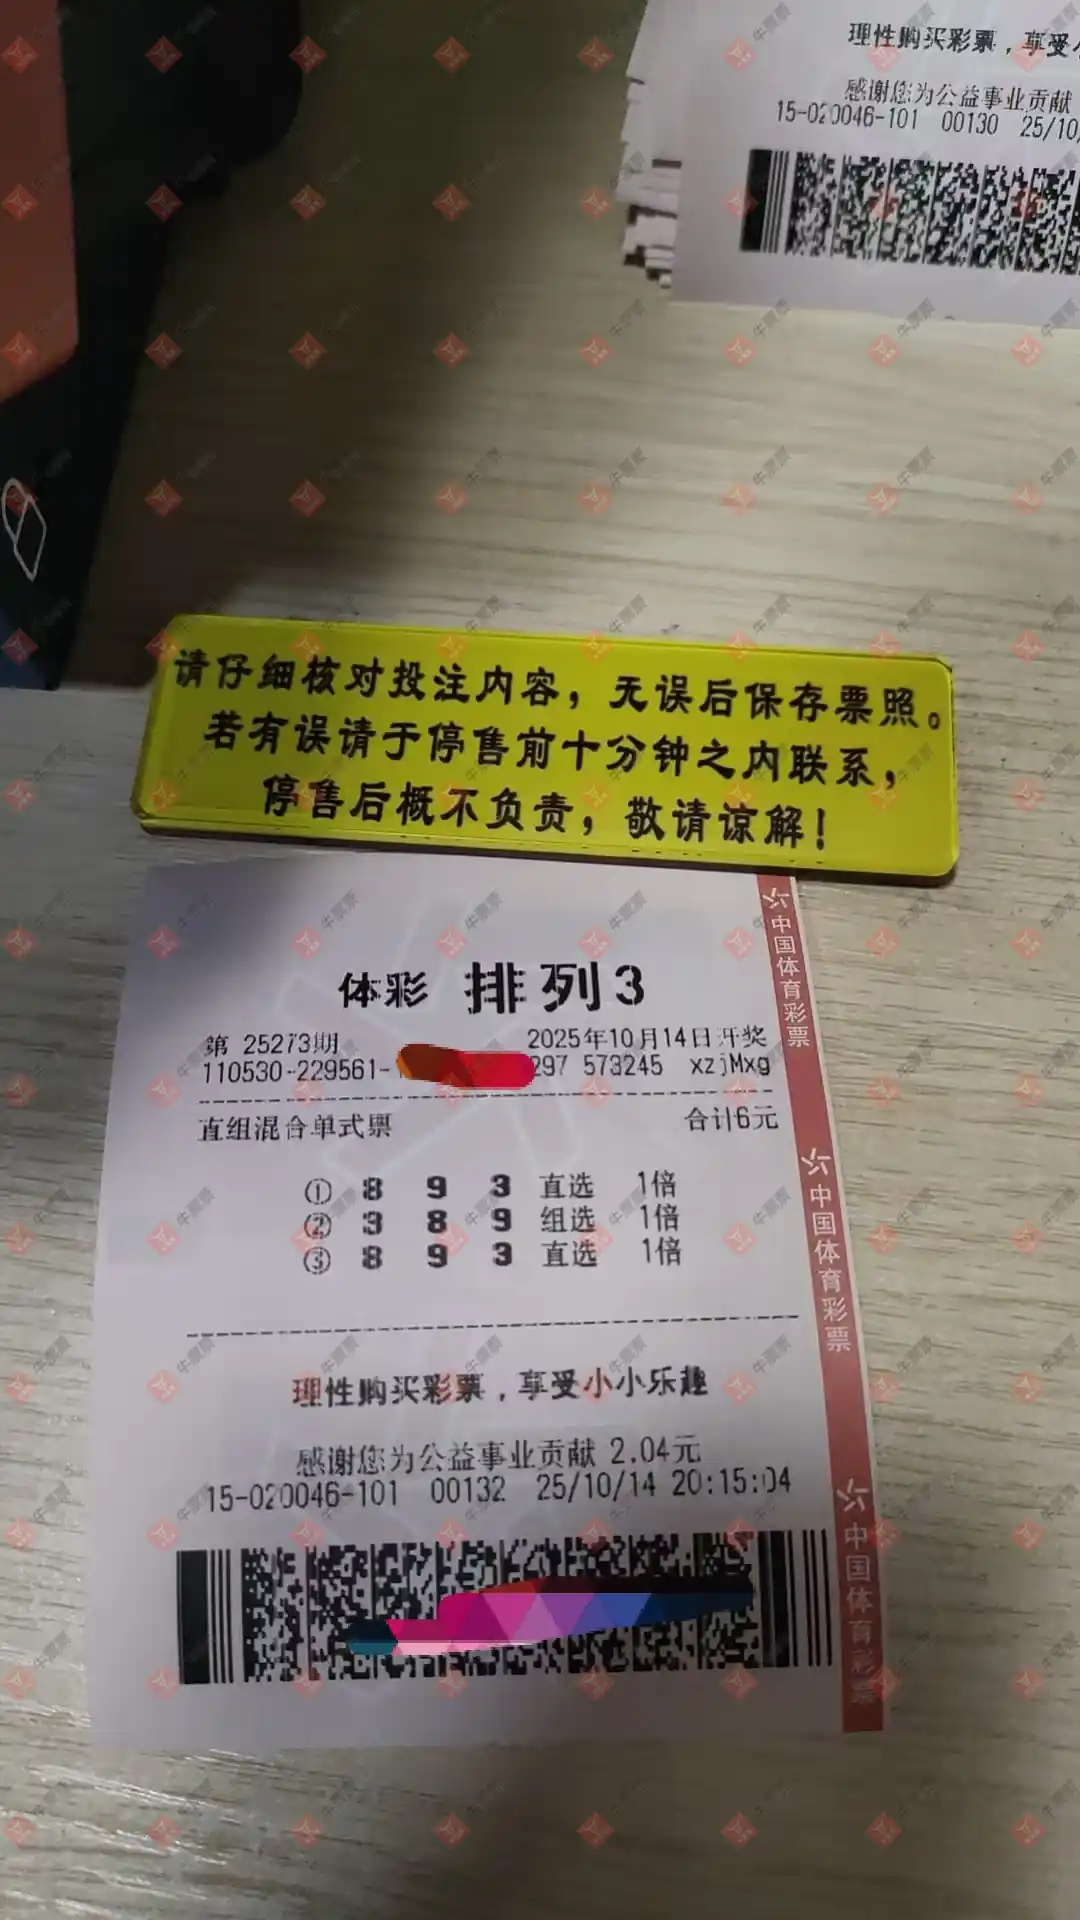 理性购买彩票，享受小
感谢您为公益事业贡献
15-020046-101 00130 25/10/
请仔细核对投注内容，无误后保存票照。
若有误请于停售前十分钟之内联系，
停售后概不负责，敬请谅解！
体彩 排列3
第 25273期 2025年10月14日开奖
110530-229561- 297 573245 xzjMxg
直组混合单式票 合计6元
① 8 9 3 直选 1倍
② 3 8 9 组选 1倍
③ 8 9 3 直选 1倍
理性购买彩票，享受小小乐趣
感谢您为公益事业贡献 2.04元
15-020046-101 00132 25/10/14 20:15:04
中国体育彩票
中国体育彩票
中国体育彩票
牛票票